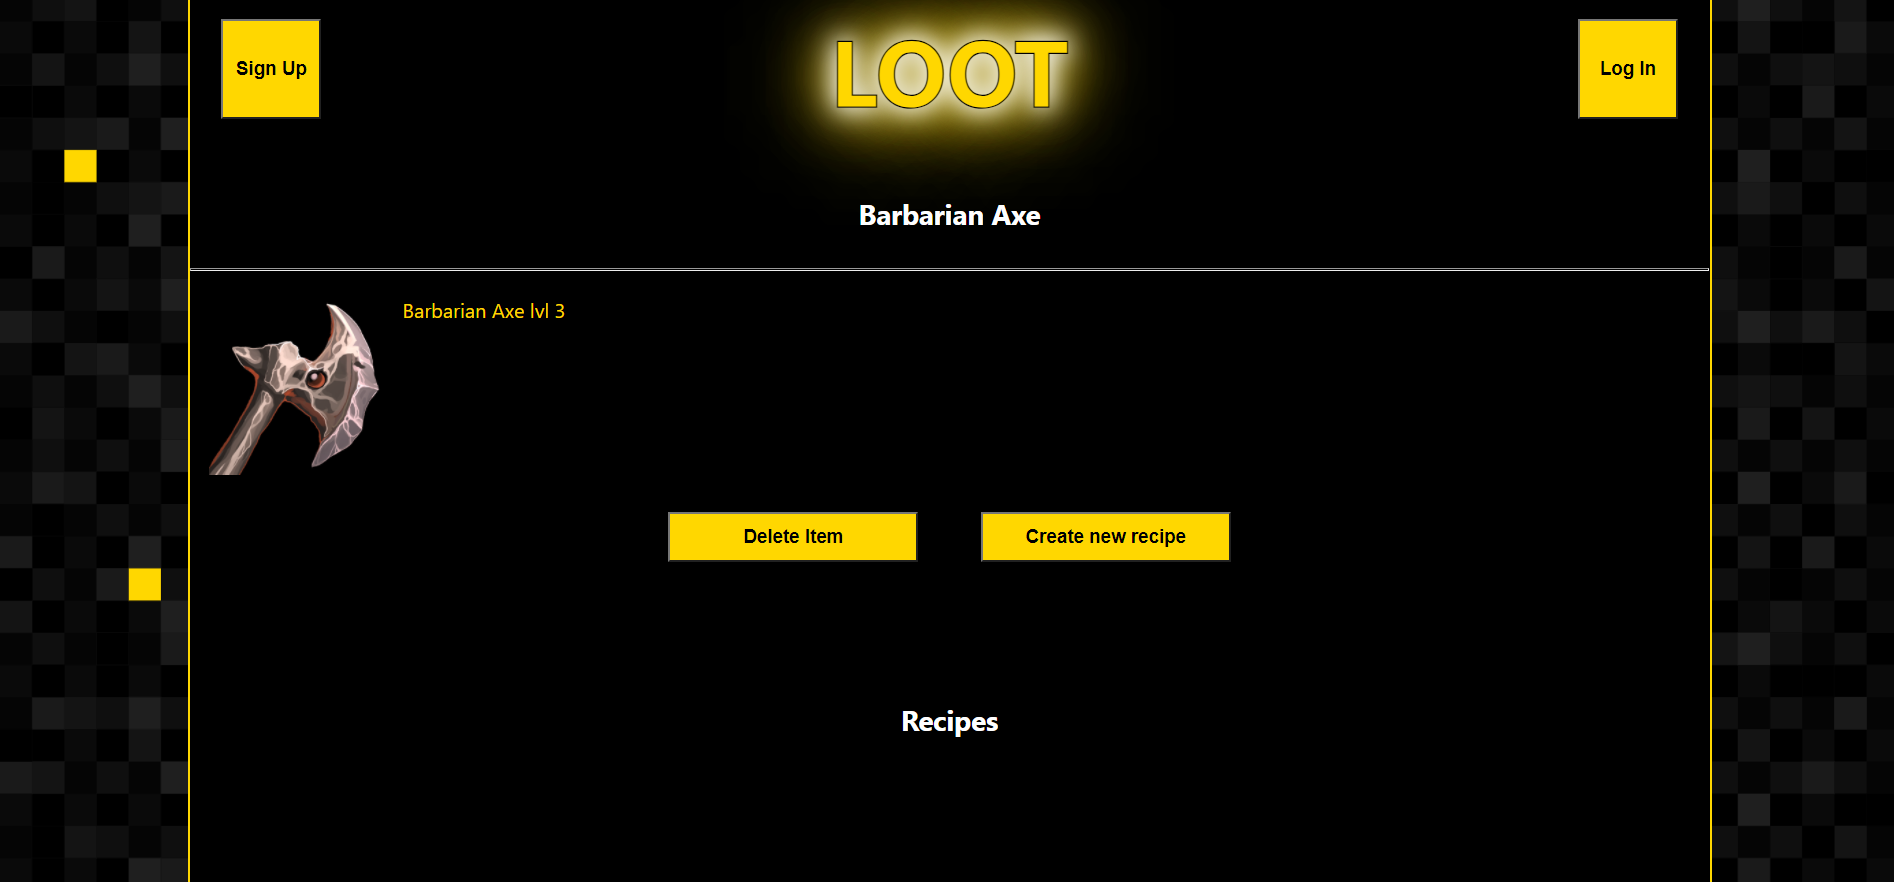 Sign Up
LOOT
Log In
Barbarian Axe
Barbarian Axe lvl 3
Delete Item
Create new recipe
Recipes